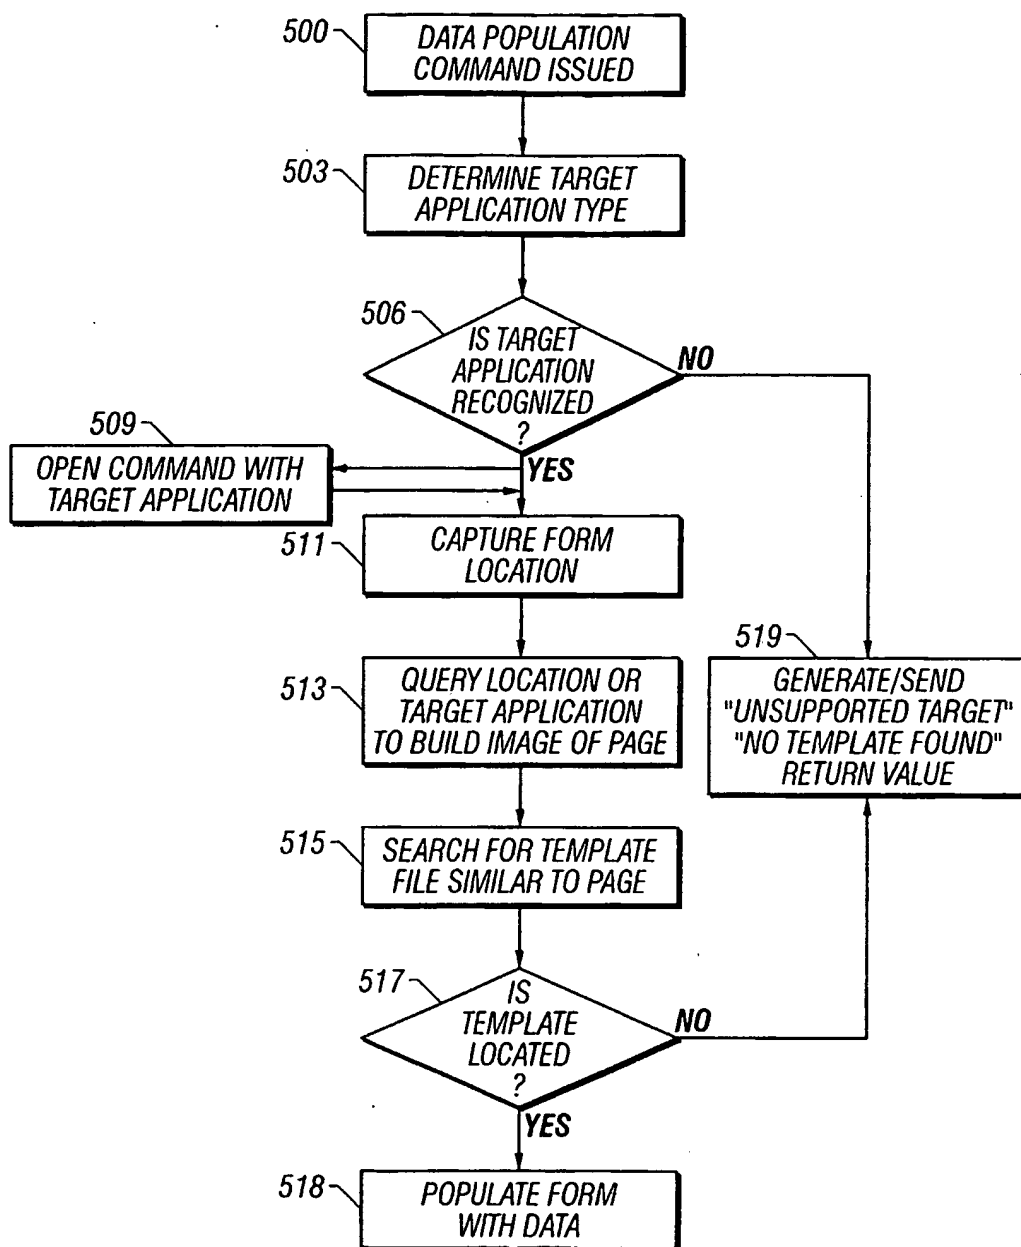 500
DATA POPULATION
COMMAND ISSUED
503
DETERMINE TARGET
APPLICATION TYPE
506
IS TARGET
APPLICATION
RECOGNIZED
?
NO
YES
509
OPEN COMMAND WITH
TARGET APPLICATION
511
CAPTURE FORM
LOCATION
513
QUERY LOCATION OR
TARGET APPLICATION
TO BUILD IMAGE OF PAGE
519
GENERATE/SEND
"UNSUPPORTED TARGET"
"NO TEMPLATE FOUND"
RETURN VALUE
515
SEARCH FOR TEMPLATE
FILE SIMILAR TO PAGE
517
IS
TEMPLATE
LOCATED
?
NO
YES
518
POPULATE FORM
WITH DATA